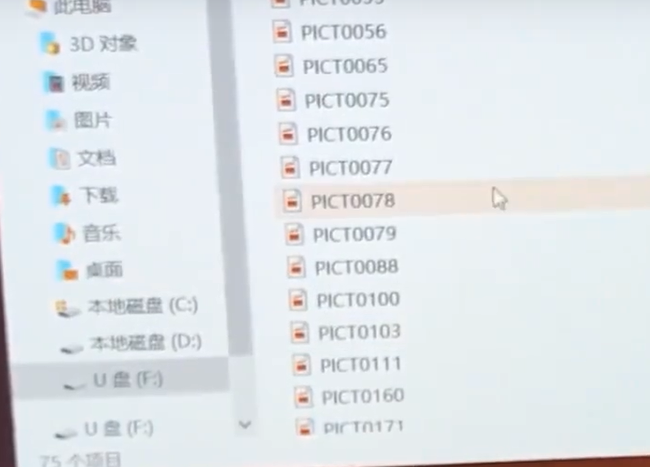 此电脑
3D 对象
视频
图片
文档
下载
音乐
桌面
本地磁盘 (C:)
本地磁盘 (D:)
U 盘 (F:)
U 盘 (F:)
75 个项目
PICT0056
PICT0065
PICT0075
PICT0076
PICT0077
PICT0078
PICT0079
PICT0088
PICT0100
PICT0103
PICT0111
PICT0160
PICT0171